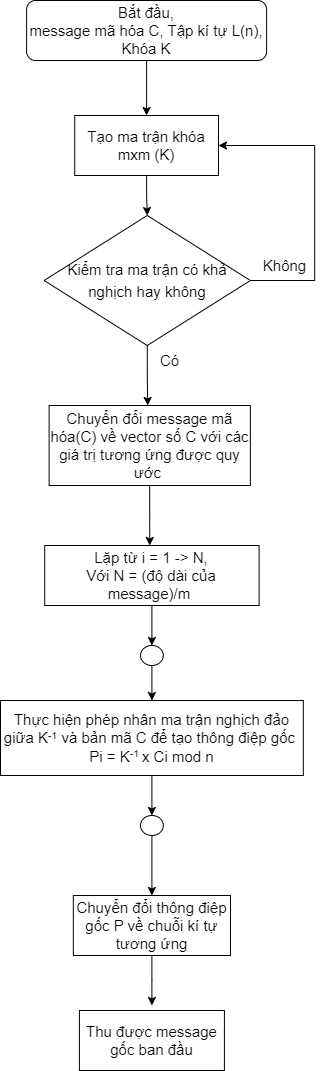 Bắt đầu,
message mã hóa C, Tập kí tự L(n),
Khóa K
Tạo ma trận khóa
mxm (K)
Kiểm tra ma trận có khả
nghịch hay không
Không
Có
Chuyển đổi message mã
hóa(C) về vector số C với các
giá trị tương ứng được quy
ước
Lặp từ i = 1 -> N,
Với N = (độ dài của
message)/m
Thực hiện phép nhân ma trận nghịch đảo
giữa K⁻¹ và bản mã C để tạo thông điệp gốc
Pi = K⁻¹ x Ci mod n
Chuyển đổi thông điệp
gốc P về chuỗi kí tự
tương ứng
Thu được message
gốc ban đầu